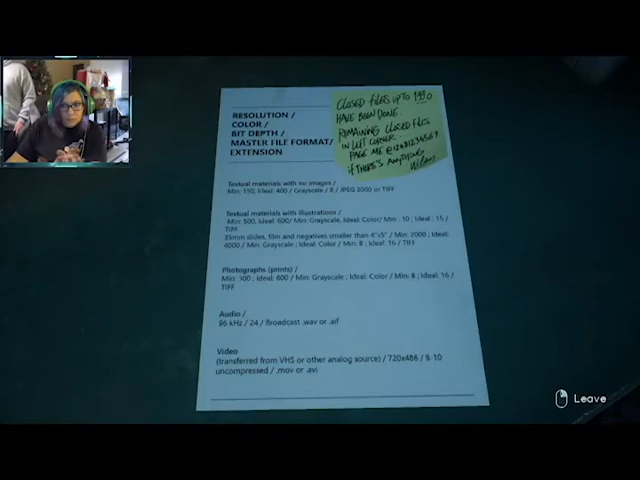 RESOLUTION /
COLOR /
BIT DEPTH /
MASTER FILE FORMAT/
EXTENSION
CLOSED FILES UP TO 1990
HAVE BEEN DONE.
REMAINING CLOSED FILES
IN LEFT CORNER.
PAGE ME @12481234567
if THERE'S ANYTHING
Textual materials with no images /
Min: 150, Ideal: 400 / Grayscale / 8 / JPEG 2000 or TIFF
Textual materials with illustrations /
Min: 500, Ideal: 600/ Min: Grayscale, Ideal: Color/ Min : 10 ; Ideal : 15 /
TIFF
35mm slides, film and negatives smaller than 4"x5" / Min: 2000 ; Ideal:
4000 / Min: Grayscale ; Ideal: Color / Min: 8 ; Ideal: 16 / TIFF
Photographs (prints) /
Min: 300 ; Ideal: 600 / Min: Grayscale ; Ideal: Color / Min: 8 ; Ideal: 16 /
TIFF
Audio /
96 kHz / 24 / Broadcast .wav or .aif
Video
(transferred from VHS or other analog source) / 720x486 / 8-10
uncompressed / .mov or .avi
Leave